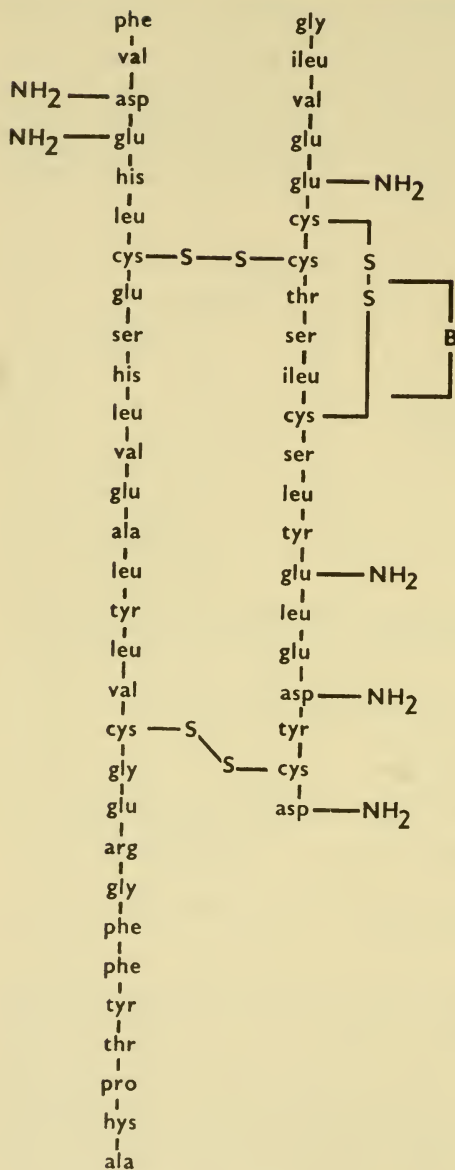 phe gly
val ileu
NH2 asp val
NH2 glu glu
his glu NH2
leu cys
cys S S cys S
glu thr S
ser ser B
his ileu
leu cys
val ser
glu leu
ala tyr
leu glu NH2
tyr leu
leu glu
val asp NH2
cys S tyr
gly S cys
glu asp NH2
arg
gly
phe
phe
tyr
thr
pro
hys
ala